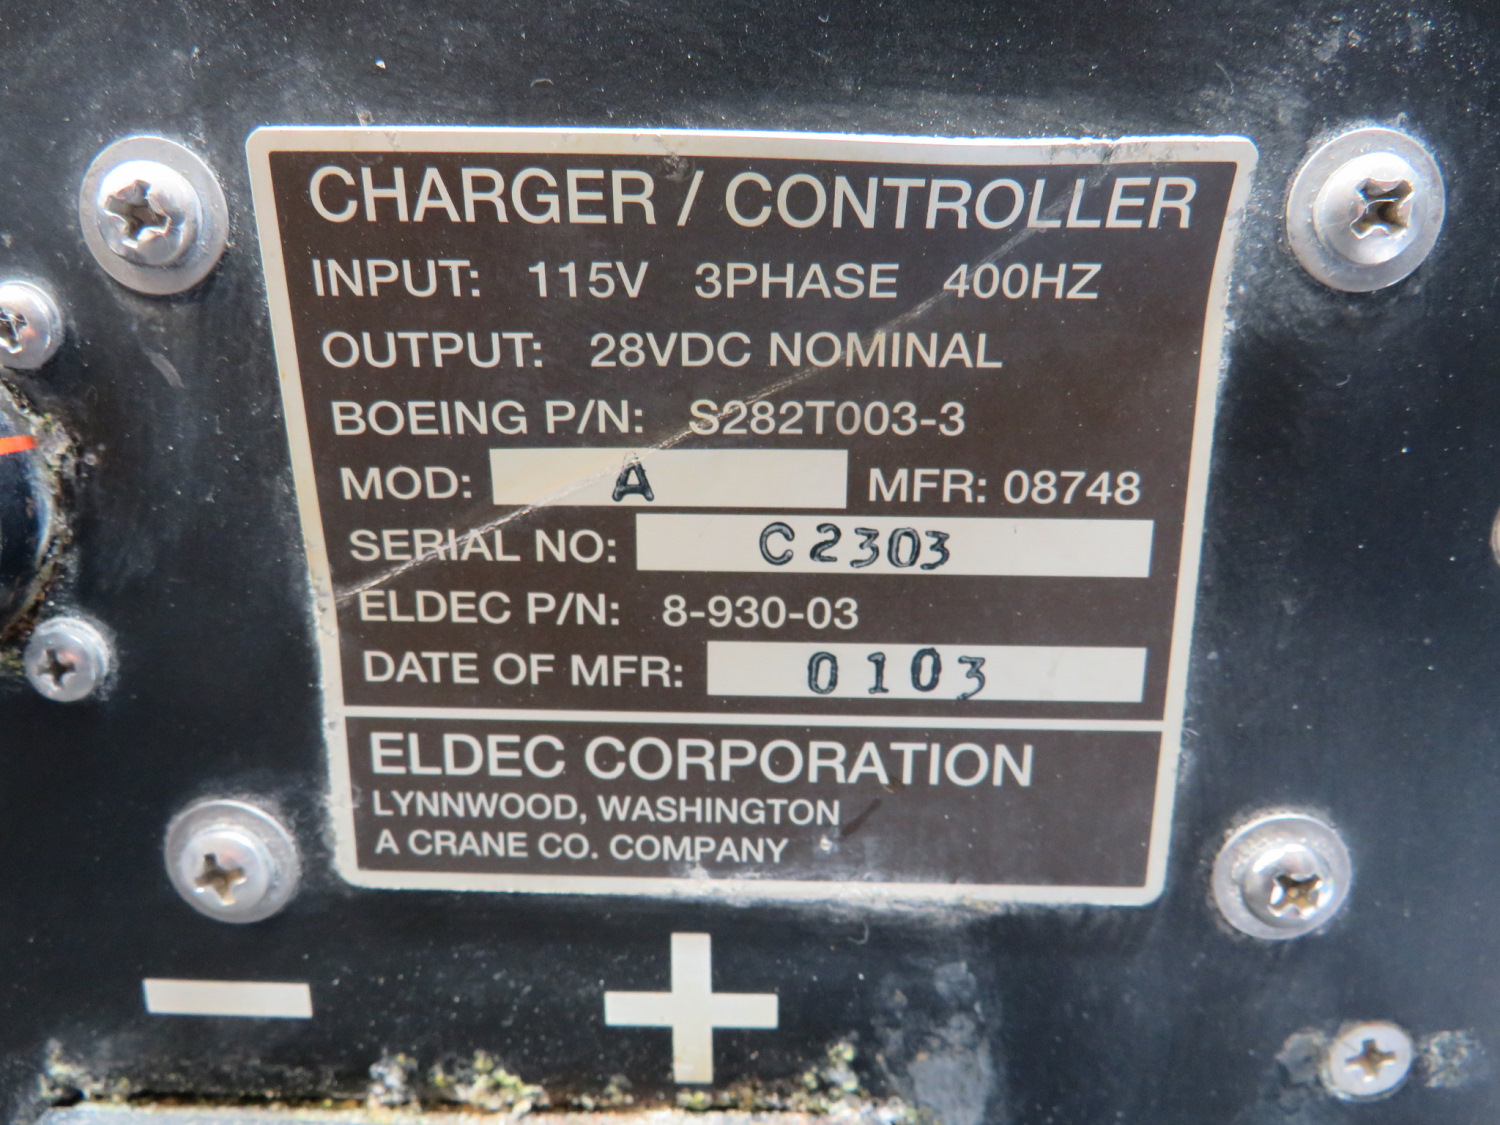 CHARGER / CONTROLLER
INPUT: 115V 3PHASE 400HZ
OUTPUT: 28VDC NOMINAL
BOEING P/N: S282T003-3
MOD: A MFR: 08748
SERIAL NO: C2303
ELDEC P/N: 8-930-03
DATE OF MFR: 0103
ELDEC CORPORATION
LYNNWOOD, WASHINGTON
A CRANE CO. COMPANY
- +